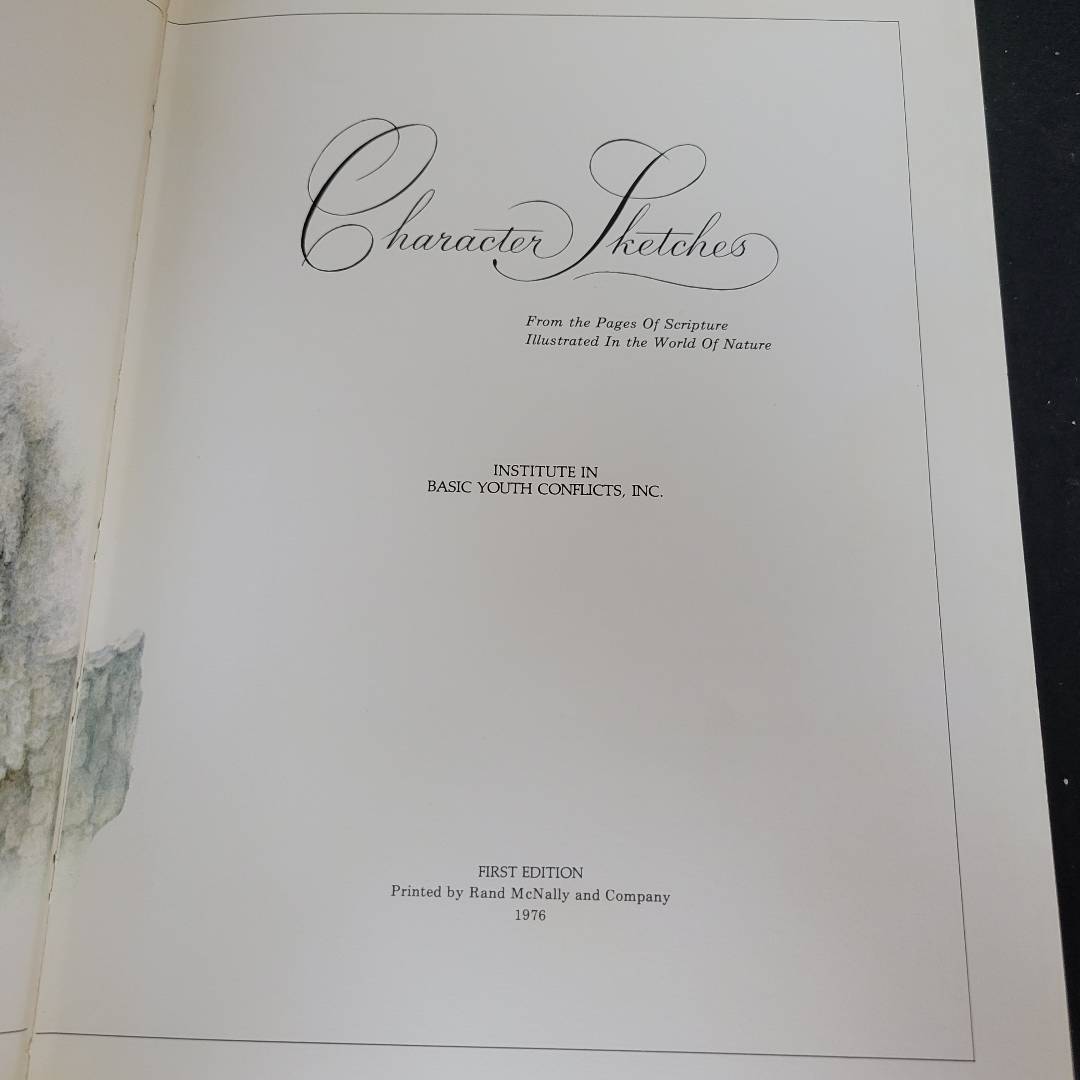 Character Sketches
From the Pages Of Scripture
Illustrated In the World Of Nature
INSTITUTE IN
BASIC YOUTH CONFLICTS, INC.
FIRST EDITION
Printed by Rand McNally and Company
1976